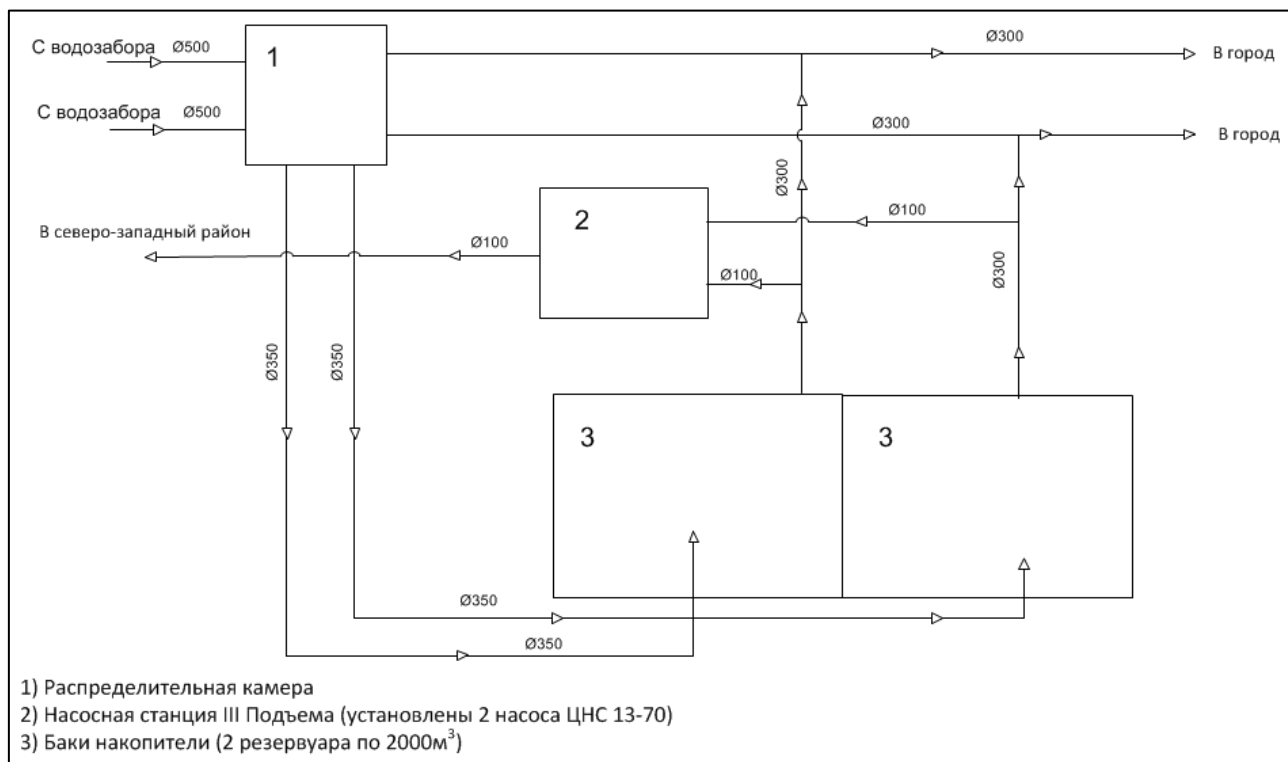 С водозабора
Ø500
1
Ø300
В город
С водозабора
Ø500
Ø300
В город
Ø300
2
Ø100
В северо-западный район
Ø100
Ø100
Ø300
Ø350
Ø350
3
3
Ø350
Ø350
1) Распределительная камера
2) Насосная станция III Подъема (установлены 2 насоса ЦНС 13-70)
3) Баки накопители (2 резервуара по 2000м³)